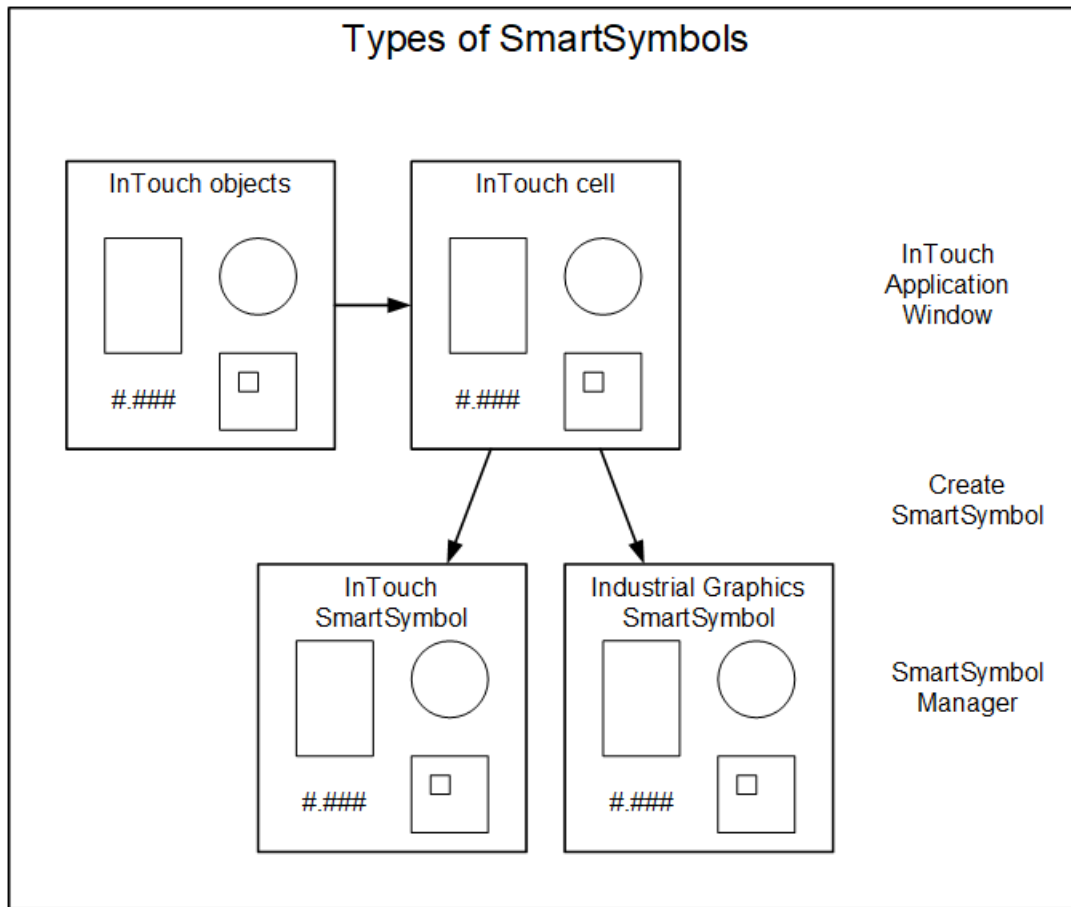 Types of SmartSymbols
InTouch objects
#.###
InTouch cell
#.###
InTouch
Application
Window
Create
SmartSymbol
InTouch
SmartSymbol
#.###
Industrial Graphics
SmartSymbol
#.###
SmartSymbol
Manager